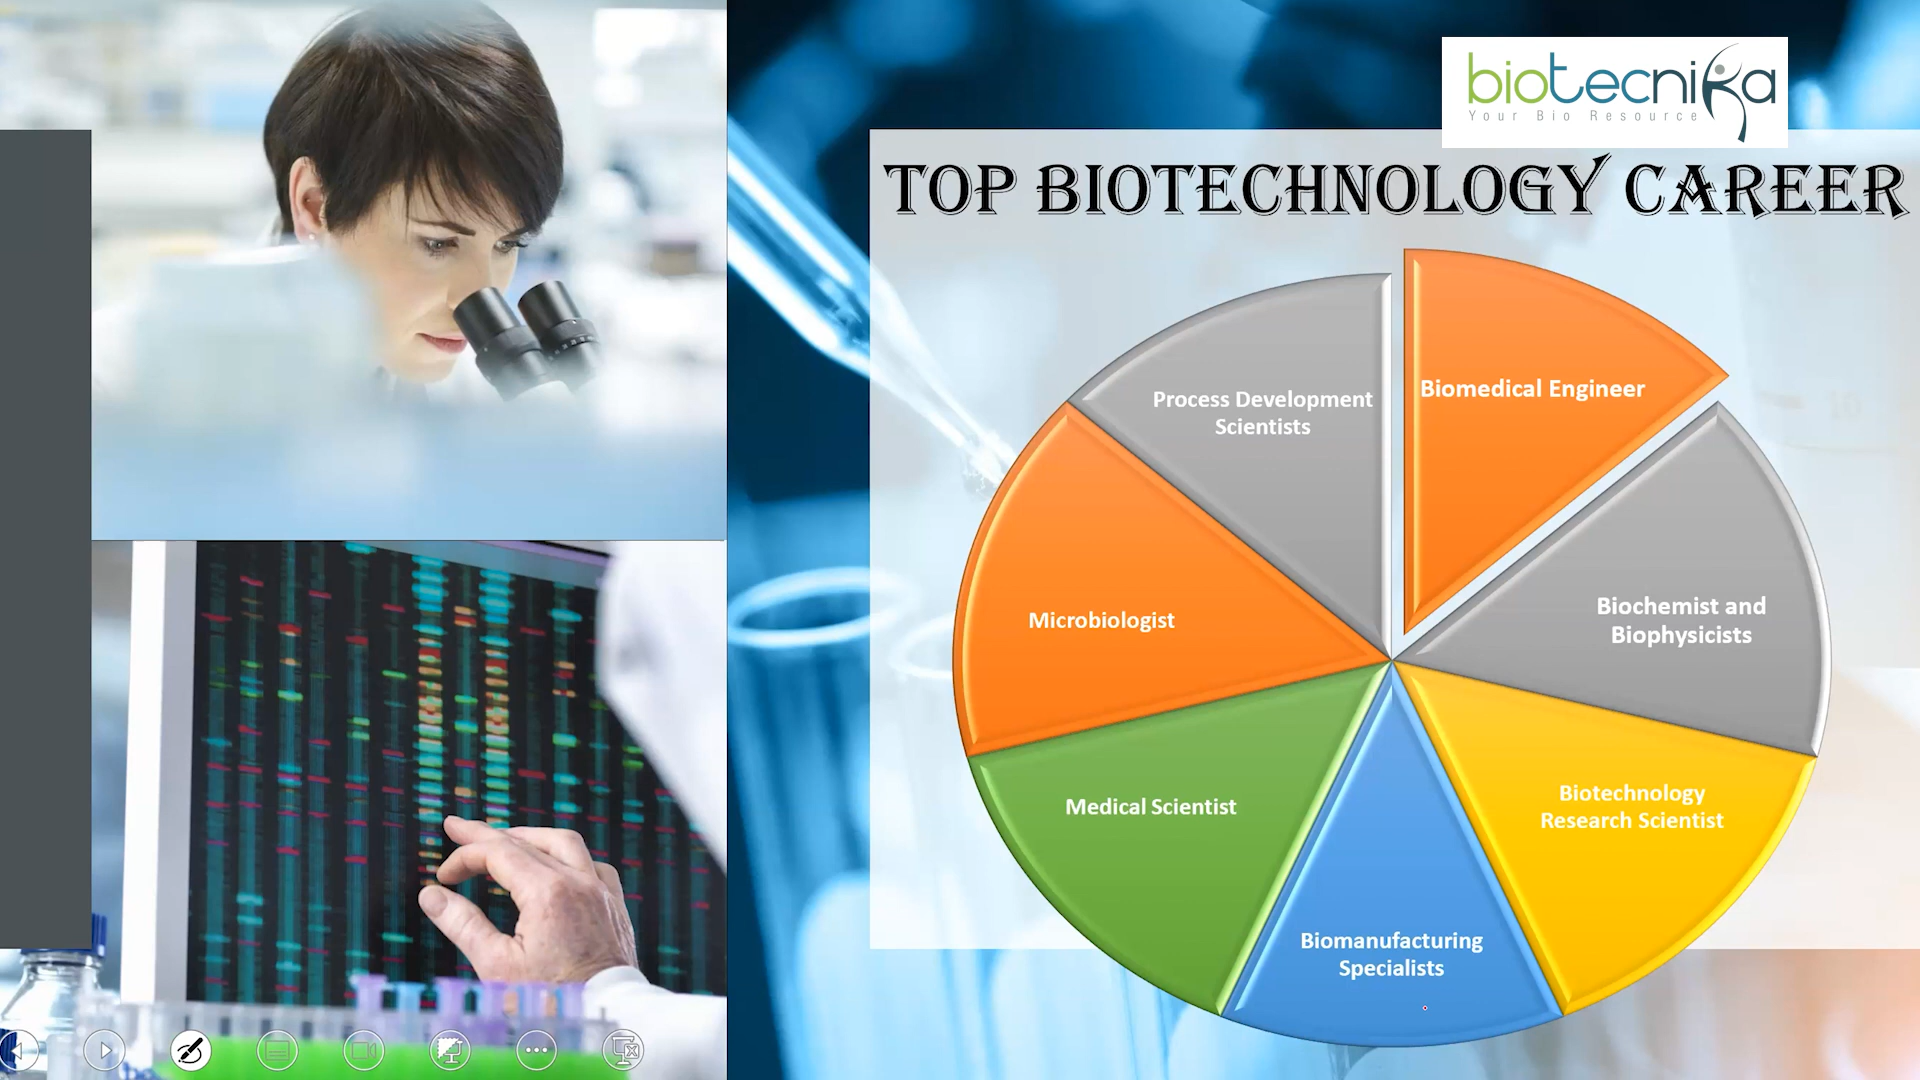 biotecnika
Your Bio Resource
TOP BIOTECHNOLOGY CAREER
Biomedical Engineer
Process Development
Scientists
Biochemist and
Biophysicists
Microbiologist
Biotechnology
Research Scientist
Medical Scientist
Biomanufacturing
Specialists